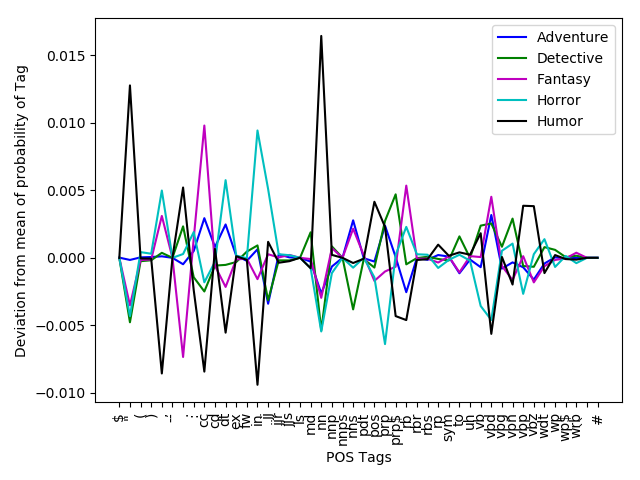 Adventure
Detective
Fantasy
Horror
Humor
Deviation from mean of probability of Tag
0.015
0.010
0.005
0.000
−0.005
−0.010
$
''
(
)
,
--
.
:
cc
cd
dt
ex
fw
in
jj
jjr
jjs
ls
md
nn
nnp
nnps
nns
pdt
pos
prp
prp$
rb
rbr
rbs
rp
sym
to
uh
vb
vbd
vbg
vbn
vbp
vbz
wdt
wp
wp$
wrb
#
POS Tags